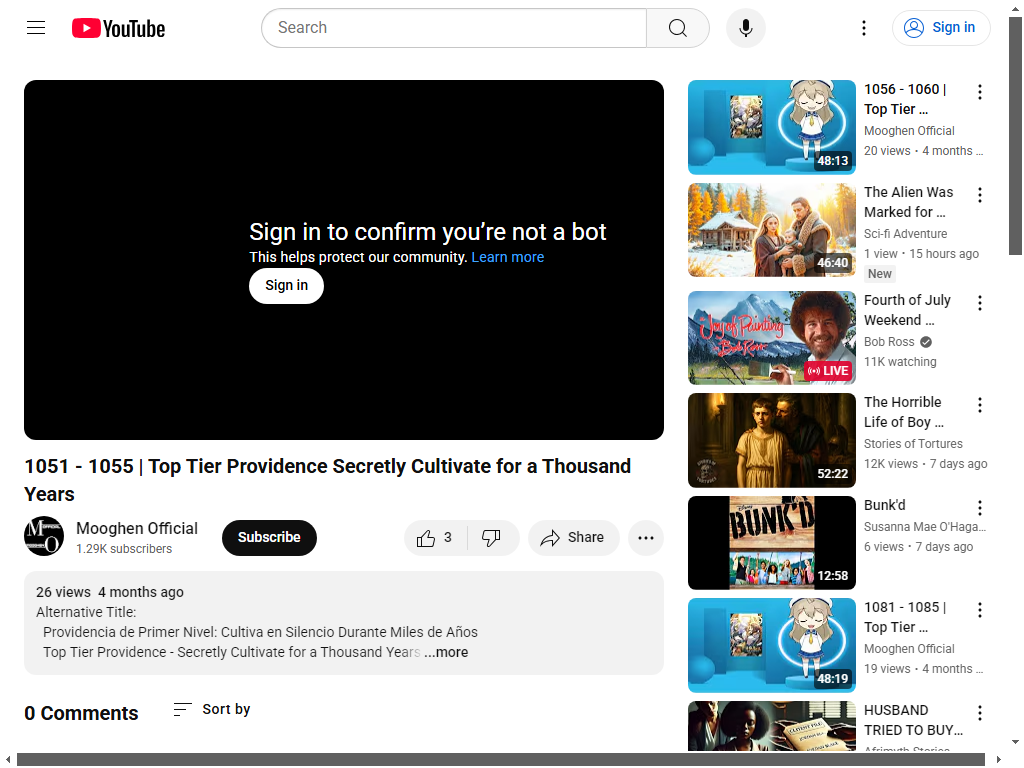 YouTube
Search
Sign in
Sign in to confirm you're not a bot
This helps protect our community. Learn more
Sign in
1051 - 1055 | Top Tier Providence Secretly Cultivate for a Thousand
Years
Mooghen Official
1.29K subscribers
Subscribe
3
Share
26 views 4 months ago
Alternative Title:
Providencia de Primer Nivel: Cultiva en Silencio Durante Miles de Años
Top Tier Providence - Secretly Cultivate for a Thousand Years ...more
0 Comments
Sort by
48:13
1056 - 1060 |
Top Tier ...
Mooghen Official
20 views • 4 months ...
46:40
The Alien Was
Marked for ...
Sci-fi Adventure
1 view • 15 hours ago
New
Joy of Painting
Bob Ross
LIVE
Fourth of July
Weekend ...
Bob Ross
11K watching
52:22
The Horrible
Life of Boy ...
Stories of Tortures
12K views • 7 days ago
BUNK'D
12:58
Bunk'd
Susanna Mae O'Haga...
6 views • 7 days ago
48:19
1081 - 1085 |
Top Tier ...
Mooghen Official
19 views • 4 months ...
HUSBAND
TRIED TO BUY...
Afrimyth Stories